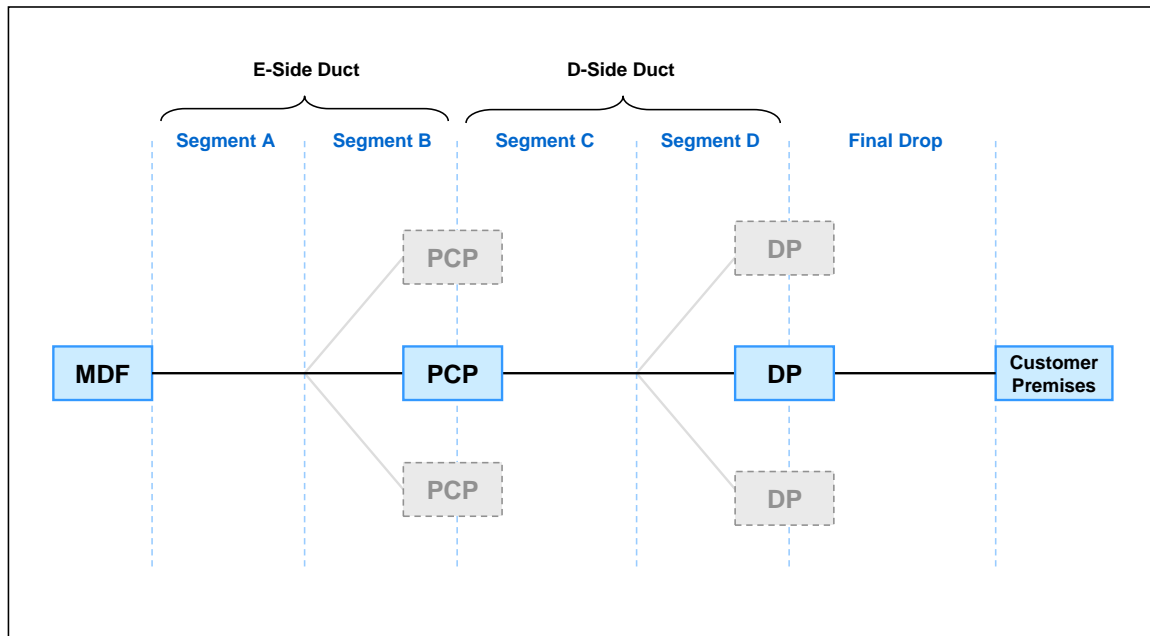 E-Side Duct
D-Side Duct
Segment A
Segment B
Segment C
Segment D
Final Drop
PCP
DP
MDF
PCP
DP
Customer
Premises
PCP
DP